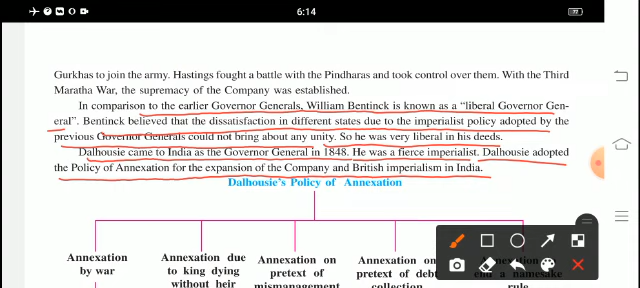 6:14
Gurkhas to join the army. Hastings fought a battle with the Pindharas and took control over them. With the Third
Maratha War, the supremacy of the Company was established.
In comparison to the earlier Governor Generals, William Bentinck is known as a “liberal Governor Gen-
eral”. Bentinck believed that the dissatisfaction in different states due to the imperialist policy adopted by the
previous Governor Generals could not bring about any unity. So he was very liberal in his deeds.
Dalhousie came to India as the Governor General in 1848. He was a fierce imperialist. Dalhousie adopted
the Policy of Annexation for the expansion of the Company and British imperialism in India.
Dalhousie's Policy of Annexation
Annexation
by war
Annexation due
to king dying
without heir
Annexation on
pretext of
mismanagement
Annexation on
pretext of debt
collection
rule